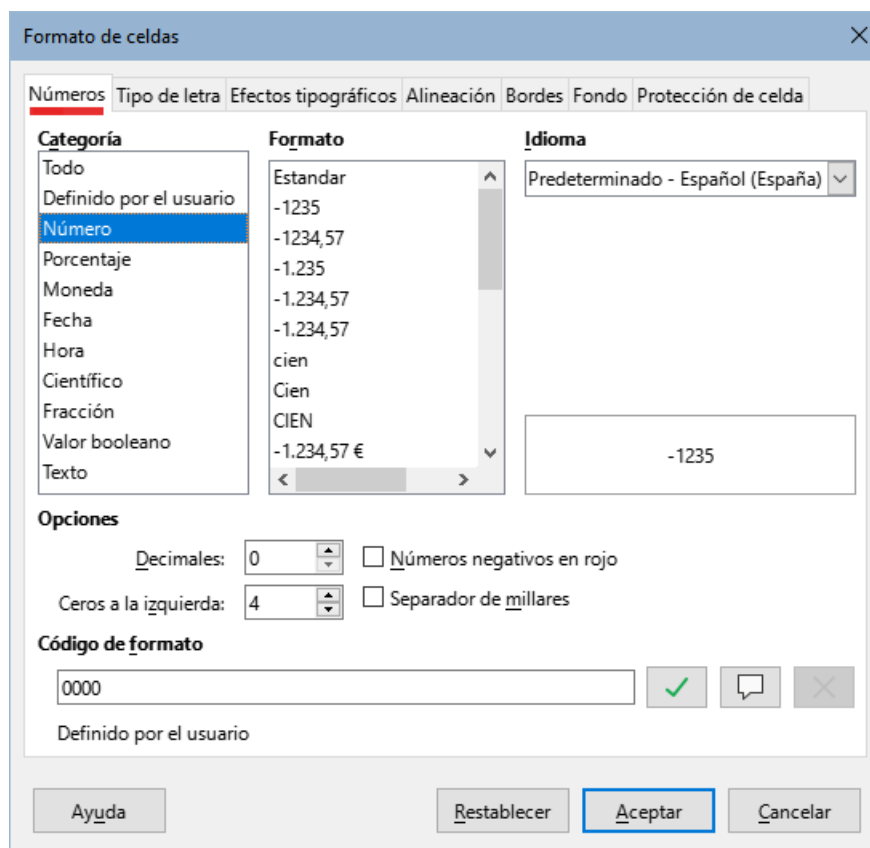 Formato de celdas
Números Tipo de letra Efectos tipográficos Alineación Bordes Fondo Protección de celda
Categoría
Todo
Definido por el usuario
Número
Porcentaje
Moneda
Fecha
Hora
Científico
Fracción
Valor booleano
Texto
Formato
Estandar
-1235
-1234,57
-1.235
-1.234,57
-1.234,57
cien
Cien
CIEN
-1.234,57 €
Idioma
Predeterminado - Español (España)
-1235
Opciones
Decimales: 0
Números negativos en rojo
Ceros a la izquierda: 4
Separador de millares
Código de formato
0000
Definido por el usuario
Ayuda Restablecer Aceptar Cancelar